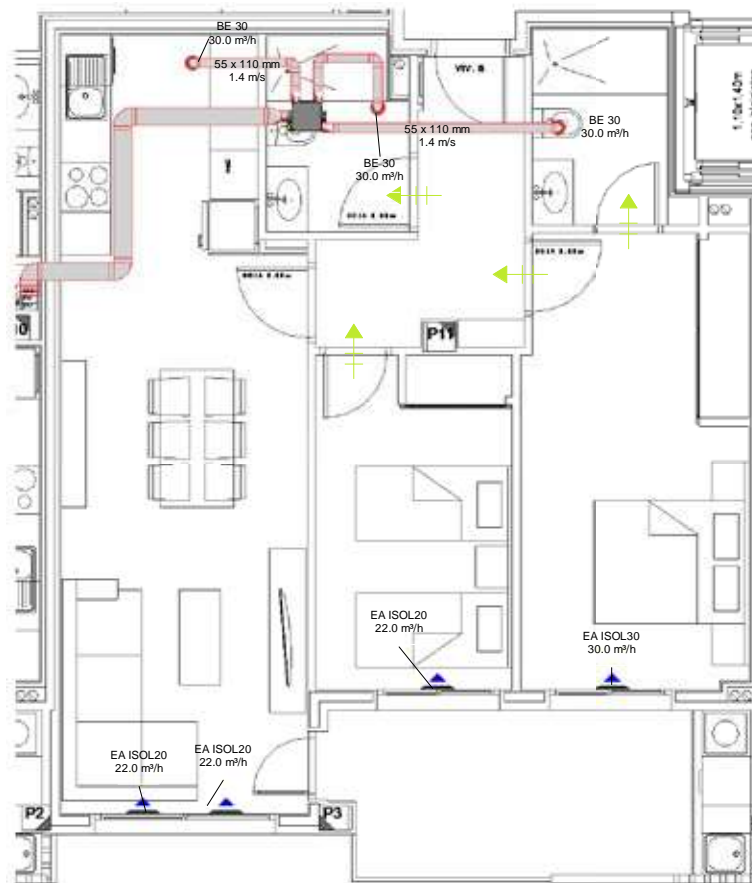 BE 30
30.0 m³/h
55 x 110 mm
1.4 m/s
VIV. B
1.10x1.40m
55 x 110 mm
1.4 m/s
BE 30
30.0 m³/h
BE 30
30.0 m³/h
P11
EA ISOL20
22.0 m³/h
EA ISOL30
30.0 m³/h
EA ISOL20
22.0 m³/h
EA ISOL20
22.0 m³/h
P2
P3